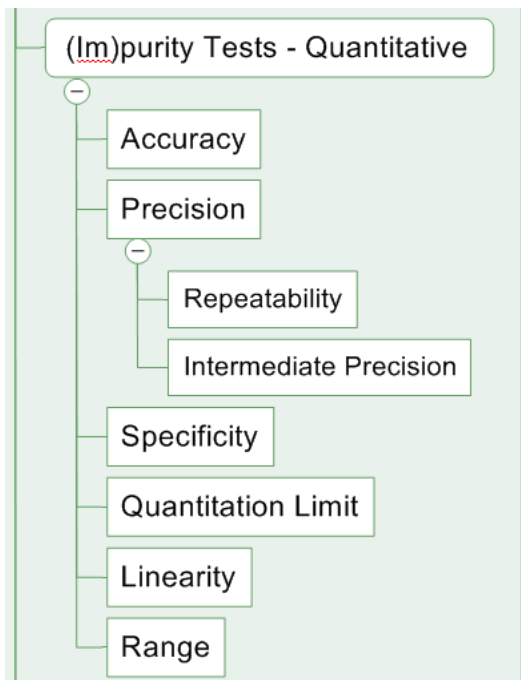 (Im)purity Tests - Quantitative
Accuracy
Precision
Repeatability
Intermediate Precision
Specificity
Quantitation Limit
Linearity
Range